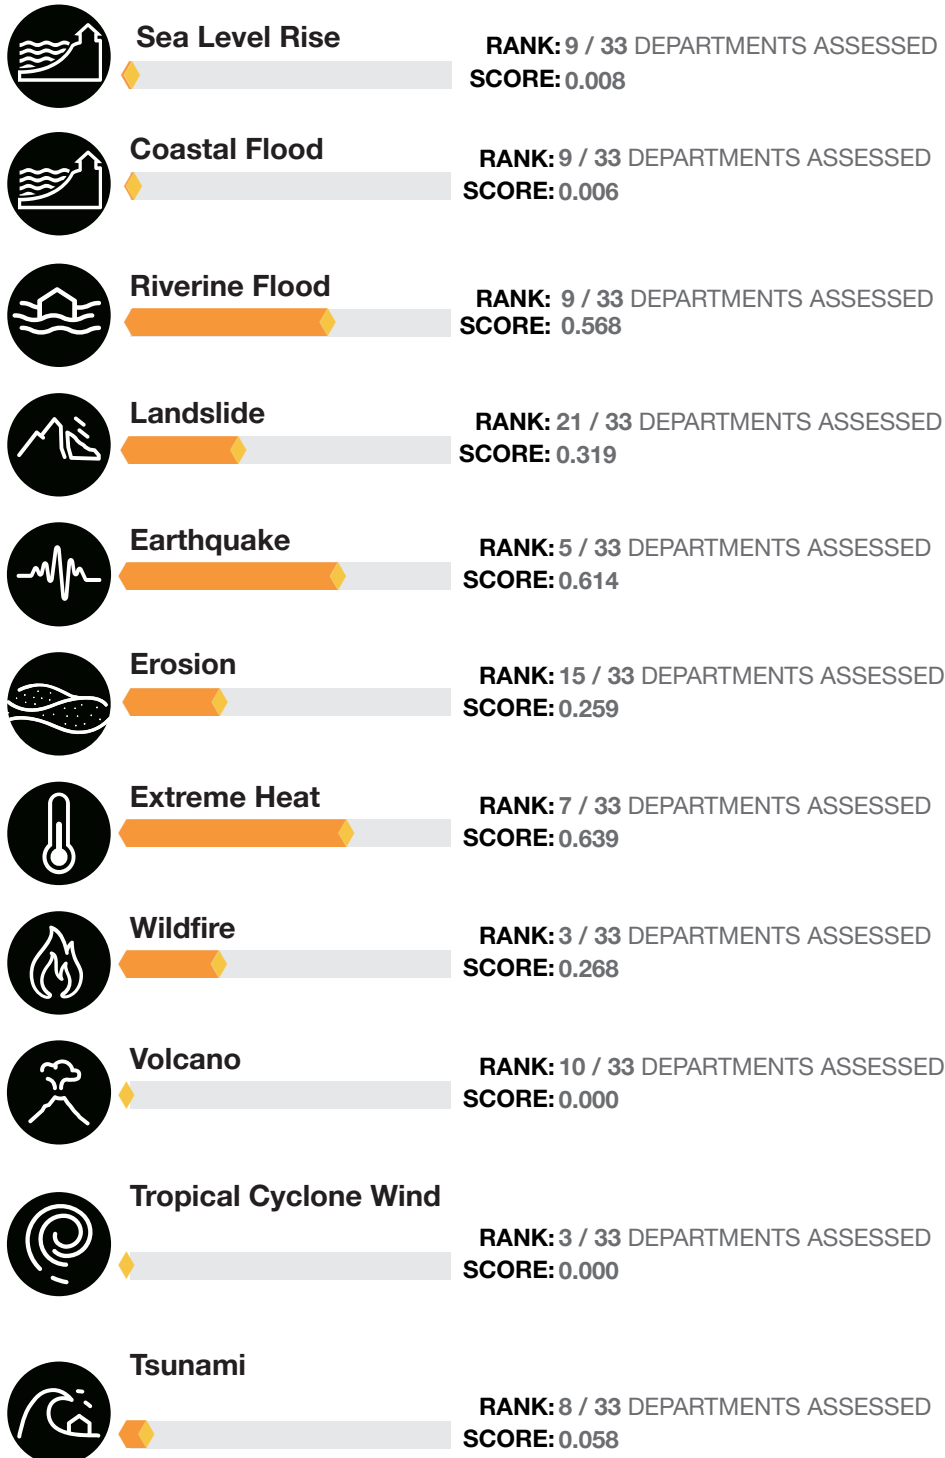 Sea Level Rise
RANK: 9 / 33 DEPARTMENTS ASSESSED
SCORE: 0.008
Coastal Flood
RANK: 9 / 33 DEPARTMENTS ASSESSED
SCORE: 0.006
Riverine Flood
RANK: 9 / 33 DEPARTMENTS ASSESSED
SCORE: 0.568
Landslide
RANK: 21 / 33 DEPARTMENTS ASSESSED
SCORE: 0.319
Earthquake
RANK: 5 / 33 DEPARTMENTS ASSESSED
SCORE: 0.614
Erosion
RANK: 15 / 33 DEPARTMENTS ASSESSED
SCORE: 0.259
Extreme Heat
RANK: 7 / 33 DEPARTMENTS ASSESSED
SCORE: 0.639
Wildfire
RANK: 3 / 33 DEPARTMENTS ASSESSED
SCORE: 0.268
Volcano
RANK: 10 / 33 DEPARTMENTS ASSESSED
SCORE: 0.000
Tropical Cyclone Wind
RANK: 3 / 33 DEPARTMENTS ASSESSED
SCORE: 0.000
Tsunami
RANK: 8 / 33 DEPARTMENTS ASSESSED
SCORE: 0.058